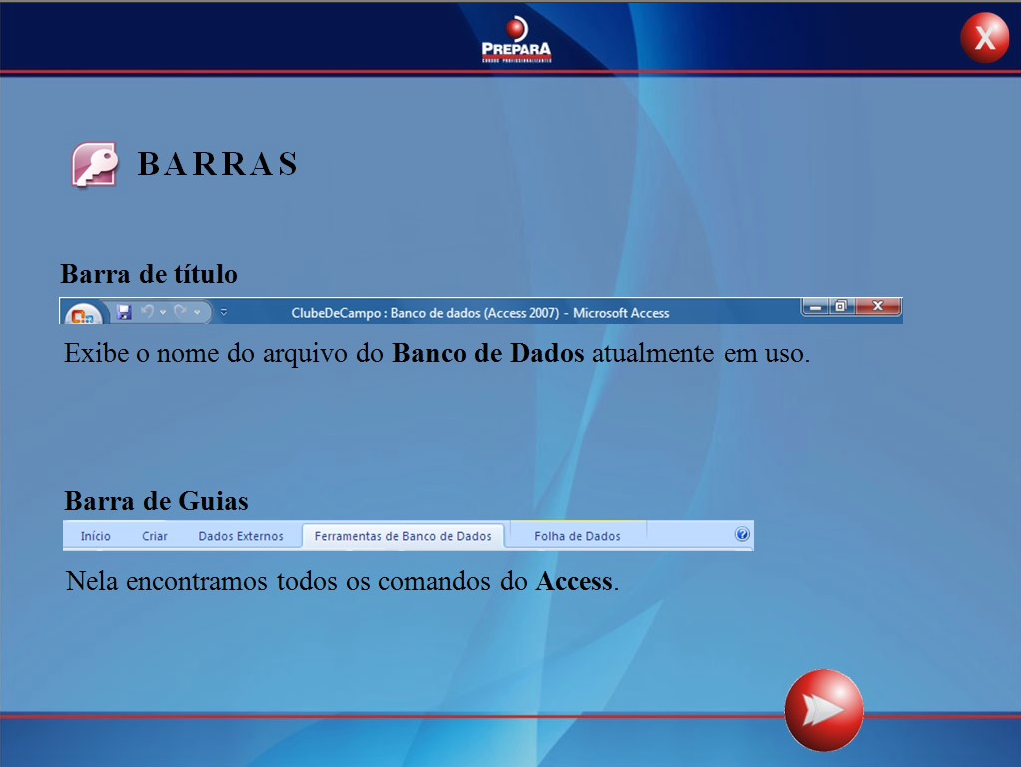 PREPARA
CURSOS PROFISSIONALIZANTES
X
BARRAS
Barra de título
ClubeDeCampo : Banco de dados (Access 2007) - Microsoft Access
Exibe o nome do arquivo do Banco de Dados atualmente em uso.
Barra de Guias
Início Criar Dados Externos Ferramentas de Banco de Dados Folha de Dados
Nela encontramos todos os comandos do Access.